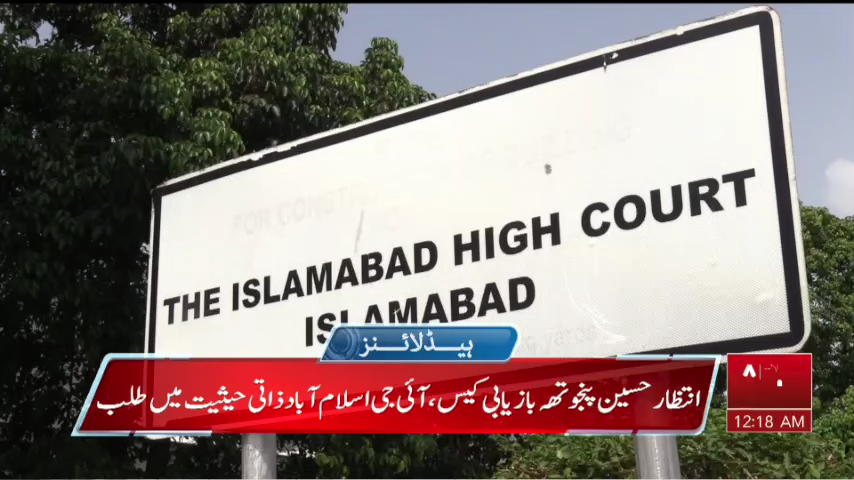 THE ISLAMABAD HIGH COURT
ISLAMABAD
ہیڈلائنز
انتظار حسین پنجوتھہ بازیابی کیس، آئی جی اسلام آباد ذاتی حیثیت میں طلب
12:18 AM